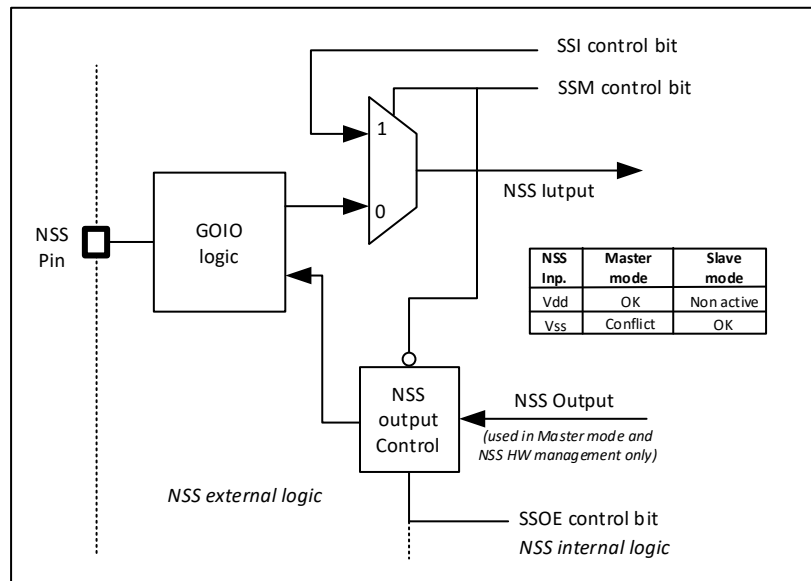 SSI control bit
SSM control bit
1
NSS Iutput
0
GOIO
logic
NSS
Pin
NSS Inp. Master mode Slave mode
Vdd OK Non active
Vss Conflict OK
NSS
output
Control
NSS Output
(used in Master mode and
NSS HW management only)
NSS external logic
SSOE control bit
NSS internal logic